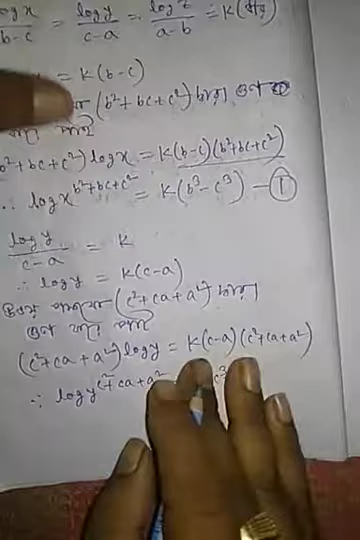 log x / b-c = log y / c-a = log z / a-b = K (ধরি)
= K(b-c)
(b²+bc+c²) দ্বারা গুণ
করে পাই
b²+bc+c²) log x = K(b-c)(b²+bc+c²)
∴ log x^(b²+bc+c²) = K(b³-c³) — ①
log y / c-a = K
∴ log y = K(c-a)
উভয় পক্ষকে (c²+ca+a²) দ্বারা
গুণ করে পাই
(c²+ca+a²) log y = K(c-a)(c²+ca+a²)
∴ log y^(c²+ca+a²